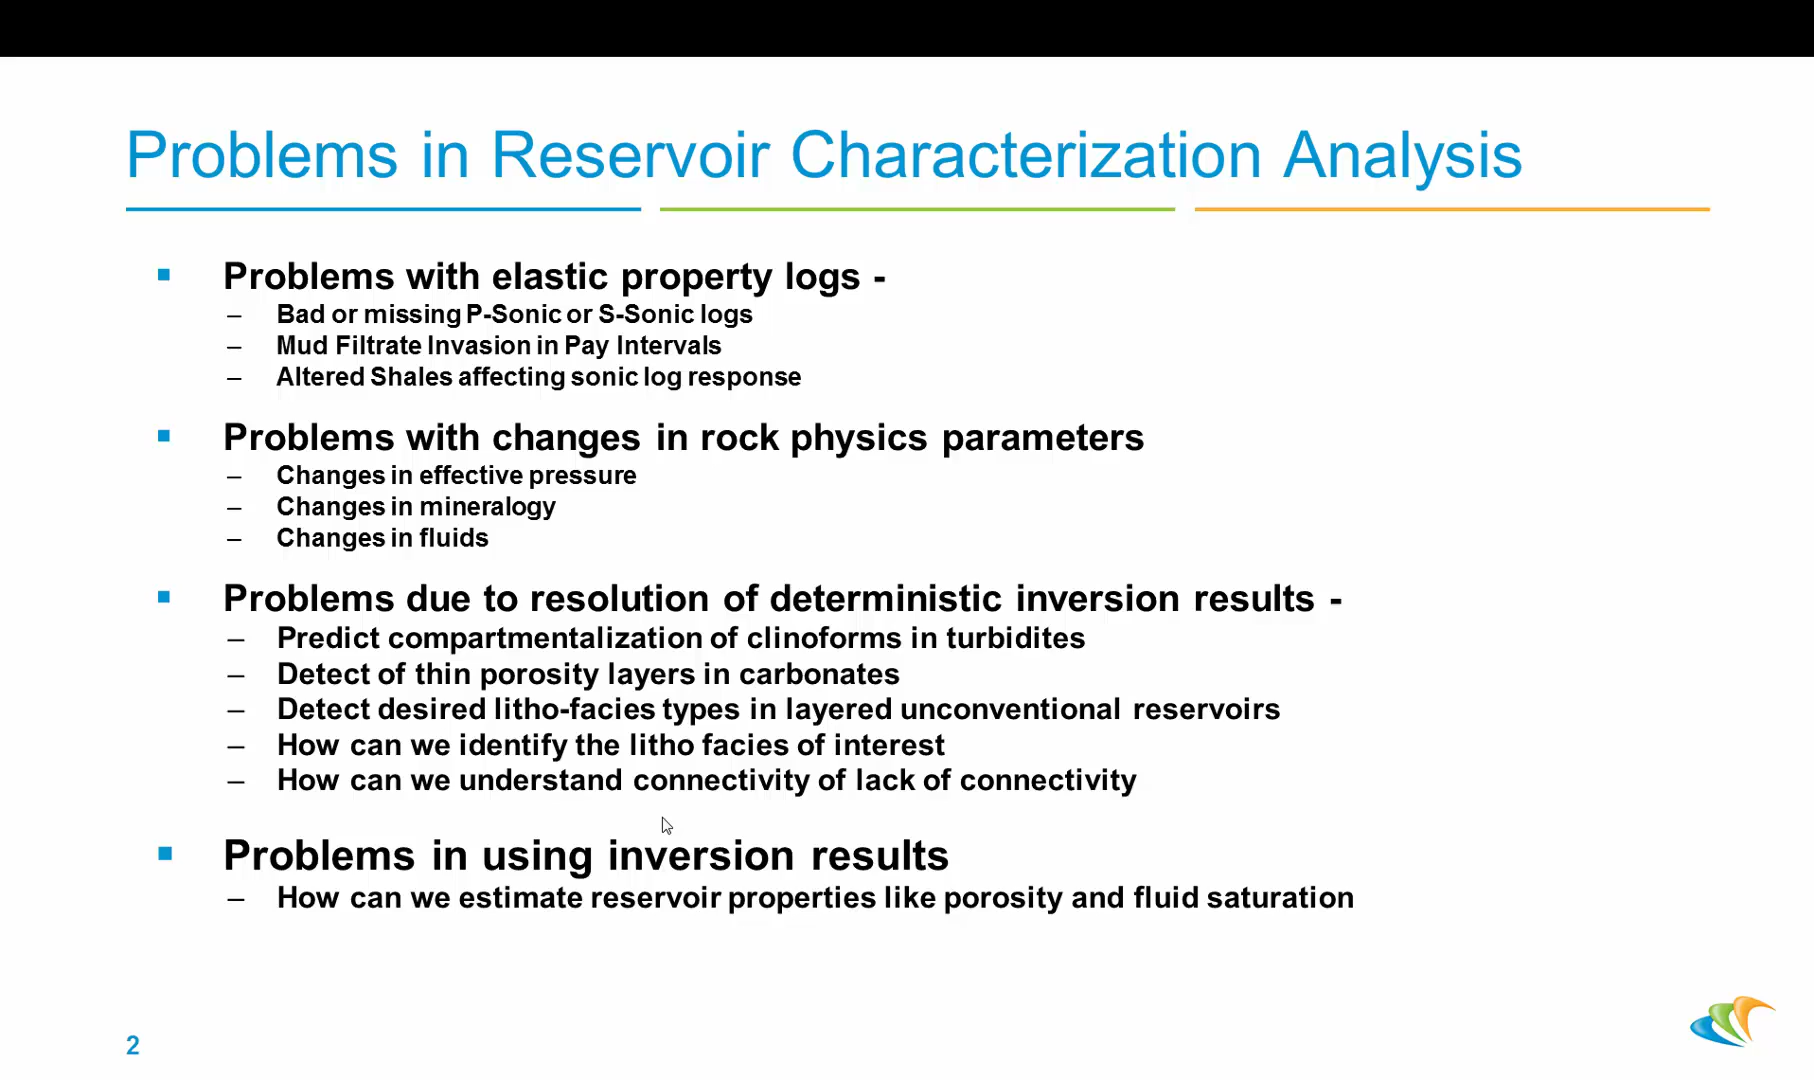 Problems in Reservoir Characterization Analysis
▪ Problems with elastic property logs -
– Bad or missing P-Sonic or S-Sonic logs
– Mud Filtrate Invasion in Pay Intervals
– Altered Shales affecting sonic log response
▪ Problems with changes in rock physics parameters
– Changes in effective pressure
– Changes in mineralogy
– Changes in fluids
▪ Problems due to resolution of deterministic inversion results -
– Predict compartmentalization of clinoforms in turbidites
– Detect of thin porosity layers in carbonates
– Detect desired litho-facies types in layered unconventional reservoirs
– How can we identify the litho facies of interest
– How can we understand connectivity of lack of connectivity
▪ Problems in using inversion results
– How can we estimate reservoir properties like porosity and fluid saturation
2